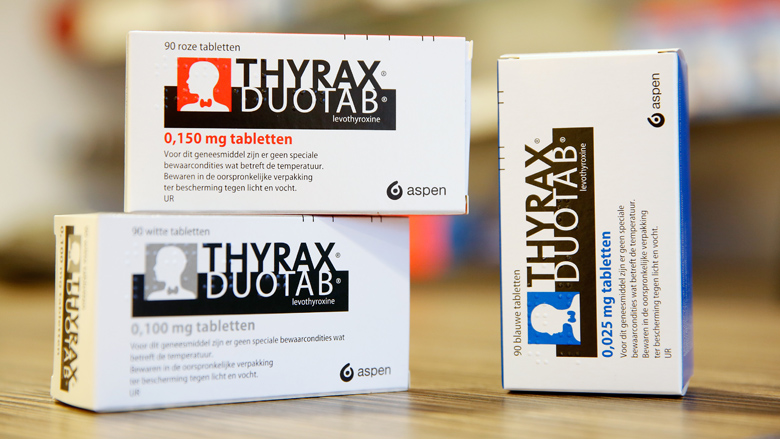 90 roze tabletten
THYRAX®
DUOTAB®
levothyroxine
0,150 mg tabletten
Voor dit geneesmiddel zijn er geen speciale
bewaarcondities wat betreft de temperatuur.
Bewaren in de oorspronkelijke verpakking
ter bescherming tegen licht en vocht.
UR
aspen
90 witte tabletten
THYRAX®
DUOTAB®
levothyroxine
0,100 mg tabletten
Voor dit geneesmiddel zijn er geen speciale bewaarcondities wat
betreft de temperatuur.
Bewaren in de oorspronkelijke verpakking
ter bescherming tegen licht en vocht.
UR
aspen
THYRAX
DUOTAB
0,100 mg tabletten
90 blauwe tabletten
THYRAX®
DUOTAB®
levothyroxine
0,025 mg tabletten
Voor dit geneesmiddel zijn er geen speciale
bewaarcondities wat betreft de temperatuur.
Bewaren in de oorspronkelijke verpakking
ter bescherming tegen licht en vocht.
UR
aspen